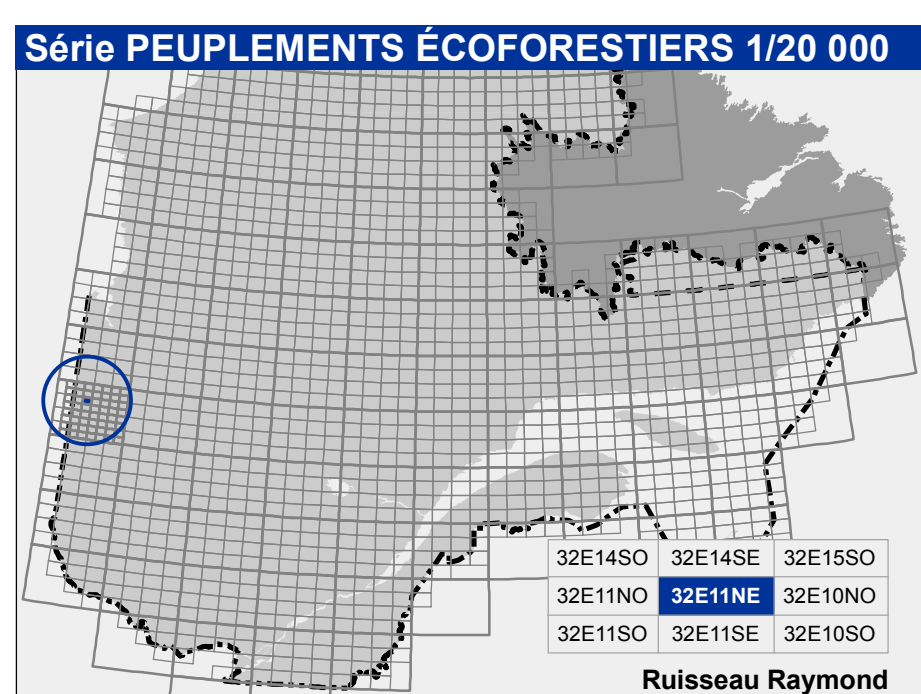 Série PEUPLEMENTS ÉCOFORESTIERS 1/20 000
32E14SO 32E14SE 32E15SO
32E11NO 32E11NE 32E10NO
32E11SO 32E11SE 32E10SO
Ruisseau Raymond